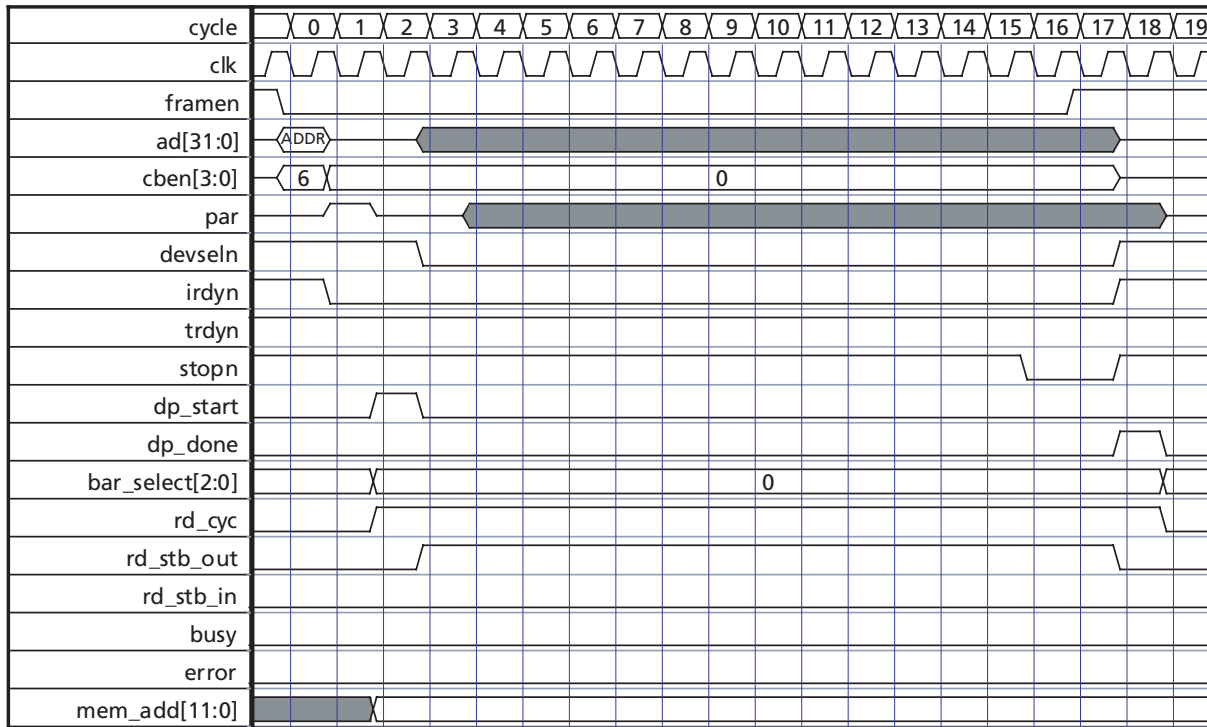 cycle 0 1 2 3 4 5 6 7 8 9 10 11 12 13 14 15 16 17 18 19
clk
framen
ad[31:0] ADDR
cben[3:0] 6 0
par
devseln
irdyn
trdyn
stopn
dp_start
dp_done
bar_select[2:0] 0
rd_cyc
rd_stb_out
rd_stb_in
busy
error
mem_add[11:0]